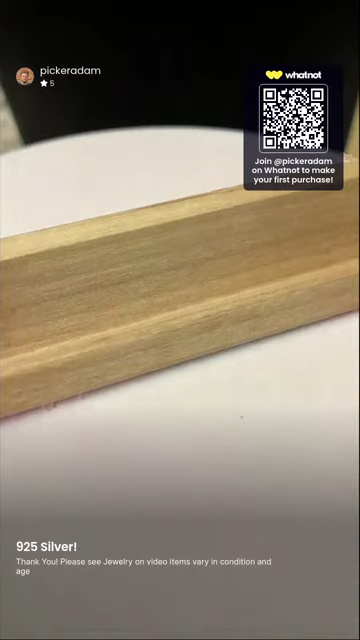 pickeradam
5
whatnot
Join @pickeradam
on Whatnot to make
your first purchase!
925 Silver!
Thank You! Please see Jewelry on video items vary in condition and
age